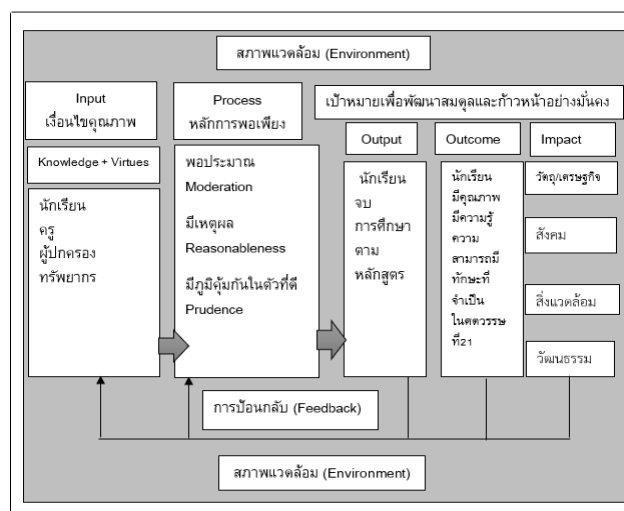 สภาพแวดล้อม (Environment)
Input
เงื่อนไขคุณภาพ
Process
หลักการพอเพียง
เป้าหมายเพื่อพัฒนาสมดุลและก้าวหน้าอย่างมั่นคง
Knowledge + Virtues
นักเรียน
ครู
ผู้ปกครอง
ทรัพยากร
พอประมาณ
Moderation
มีเหตุผล
Reasonableness
มีภูมิคุ้มกันในตัวที่ดี
Prudence
Output
นักเรียน
จบ
การศึกษา
ตาม
หลักสูตร
Outcome
นักเรียน
มีคุณภาพ
มีความรู้
ความ
สามารถมี
ทักษะที่
จำเป็น
ในศตวรรษ
ที่21
Impact
วัตถุ/เศรษฐกิจ
สังคม
สิ่งแวดล้อม
วัฒนธรรม
การป้อนกลับ (Feedback)
สภาพแวดล้อม (Environment)